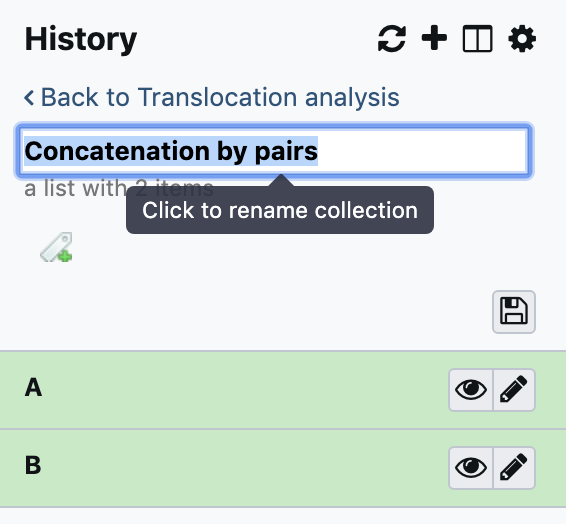 History
Back to Translocation analysis
Concatenation by pairs
a list with 2 items
Click to rename collection
A
B